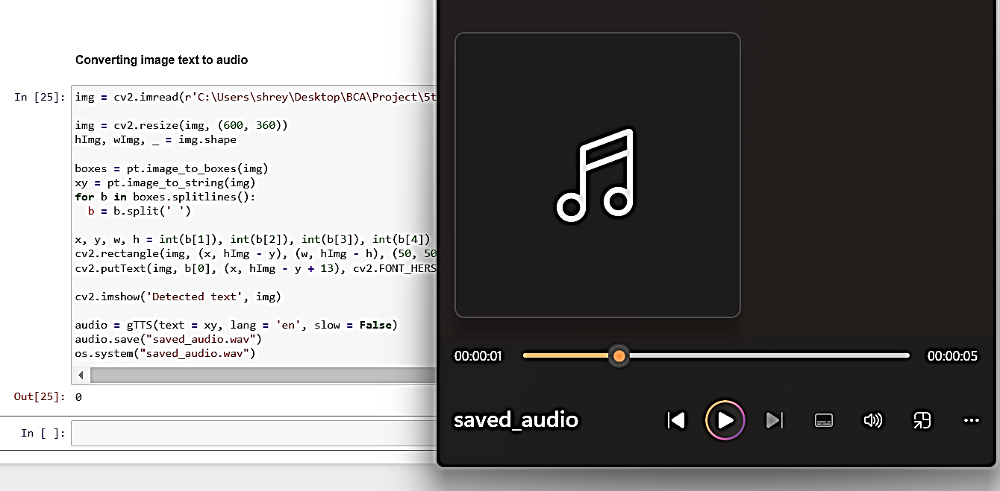 Converting image text to audio
In [25]:
img = cv2.imread(r'C:\Users\shrey\Desktop\BCA\Project\5t
img = cv2.resize(img, (600, 360))
hImg, wImg, _ = img.shape
boxes = pt.image_to_boxes(img)
xy = pt.image_to_string(img)
for b in boxes.splitlines():
  b = b.split(' ')
x, y, w, h = int(b[1]), int(b[2]), int(b[3]), int(b[4])
cv2.rectangle(img, (x, hImg - y), (w, hImg - h), (50, 50
cv2.putText(img, b[0], (x, hImg - y + 13), cv2.FONT_HERS
cv2.imshow('Detected text', img)
audio = gTTS(text = xy, lang = 'en', slow = False)
audio.save("saved_audio.wav")
os.system("saved_audio.wav")
Out[25]: 0
In [ ]:
00:00:01
00:00:05
saved_audio